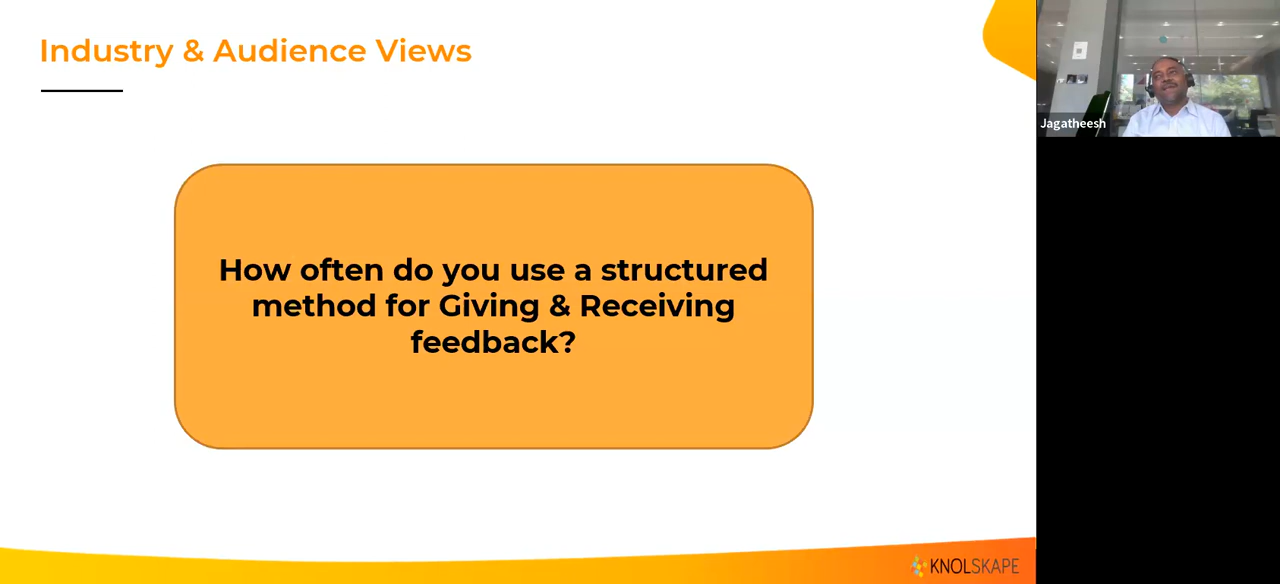 Industry & Audience Views
Jagatheesh
How often do you use a structured
method for Giving & Receiving
feedback?
KNOLSKAPE